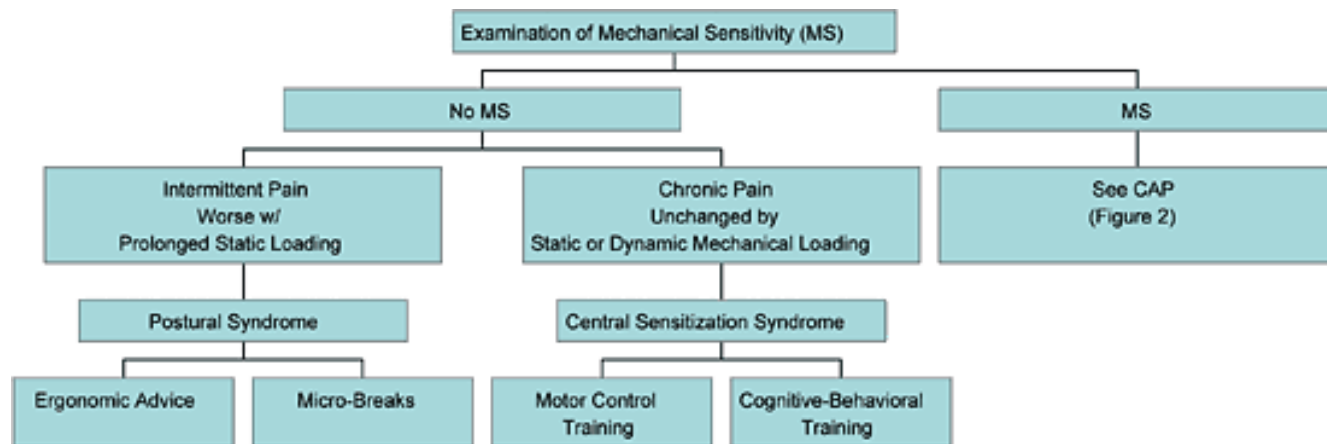 Examination of Mechanical Sensitivity (MS)
No MS
MS
Intermittent Pain
Worse w/
Prolonged Static Loading
Chronic Pain
Unchanged by
Static or Dynamic Mechanical Loading
See CAP
(Figure 2)
Postural Syndrome
Central Sensitization Syndrome
Ergonomic Advice
Micro-Breaks
Motor Control
Training
Cognitive-Behavioral
Training